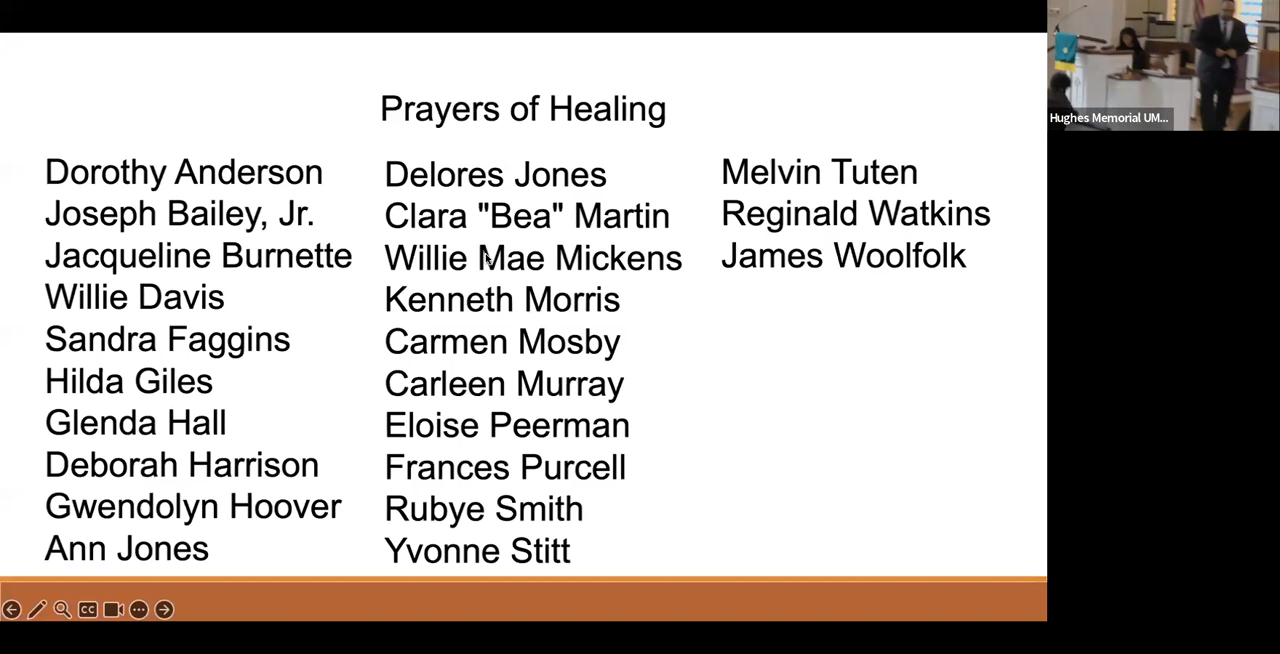 Prayers of Healing
Dorothy Anderson
Joseph Bailey, Jr.
Jacqueline Burnette
Willie Davis
Sandra Faggins
Hilda Giles
Glenda Hall
Deborah Harrison
Gwendolyn Hoover
Ann Jones
Delores Jones
Clara "Bea" Martin
Willie Mae Mickens
Kenneth Morris
Carmen Mosby
Carleen Murray
Eloise Peerman
Frances Purcell
Rubye Smith
Yvonne Stitt
Melvin Tuten
Reginald Watkins
James Woolfolk
Hughes Memorial UM...
CC